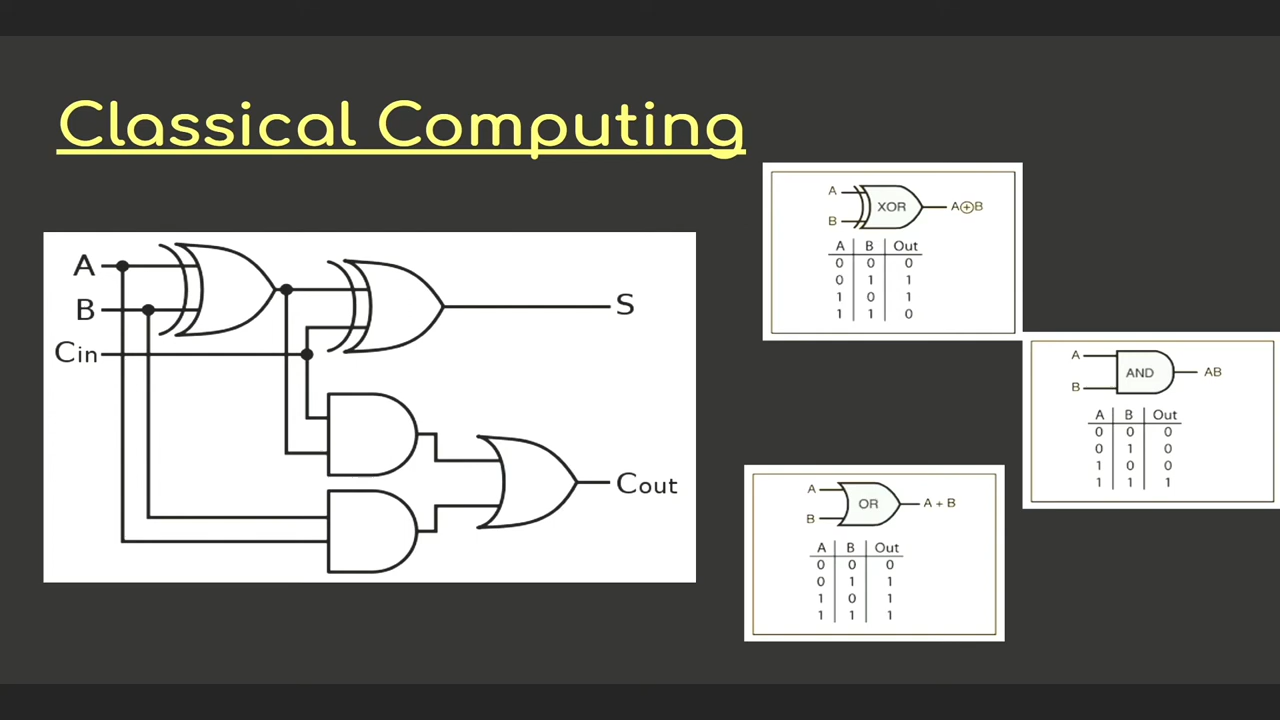 Classical Computing
A
B
Cin
S
Cout
A
B
XOR
A⊕B
A B Out
0 0 0
0 1 1
1 0 1
1 1 0
A
B
AND
AB
A B Out
0 0 0
0 1 0
1 0 0
1 1 1
A
B
OR
A + B
A B Out
0 0 0
0 1 1
1 0 1
1 1 1